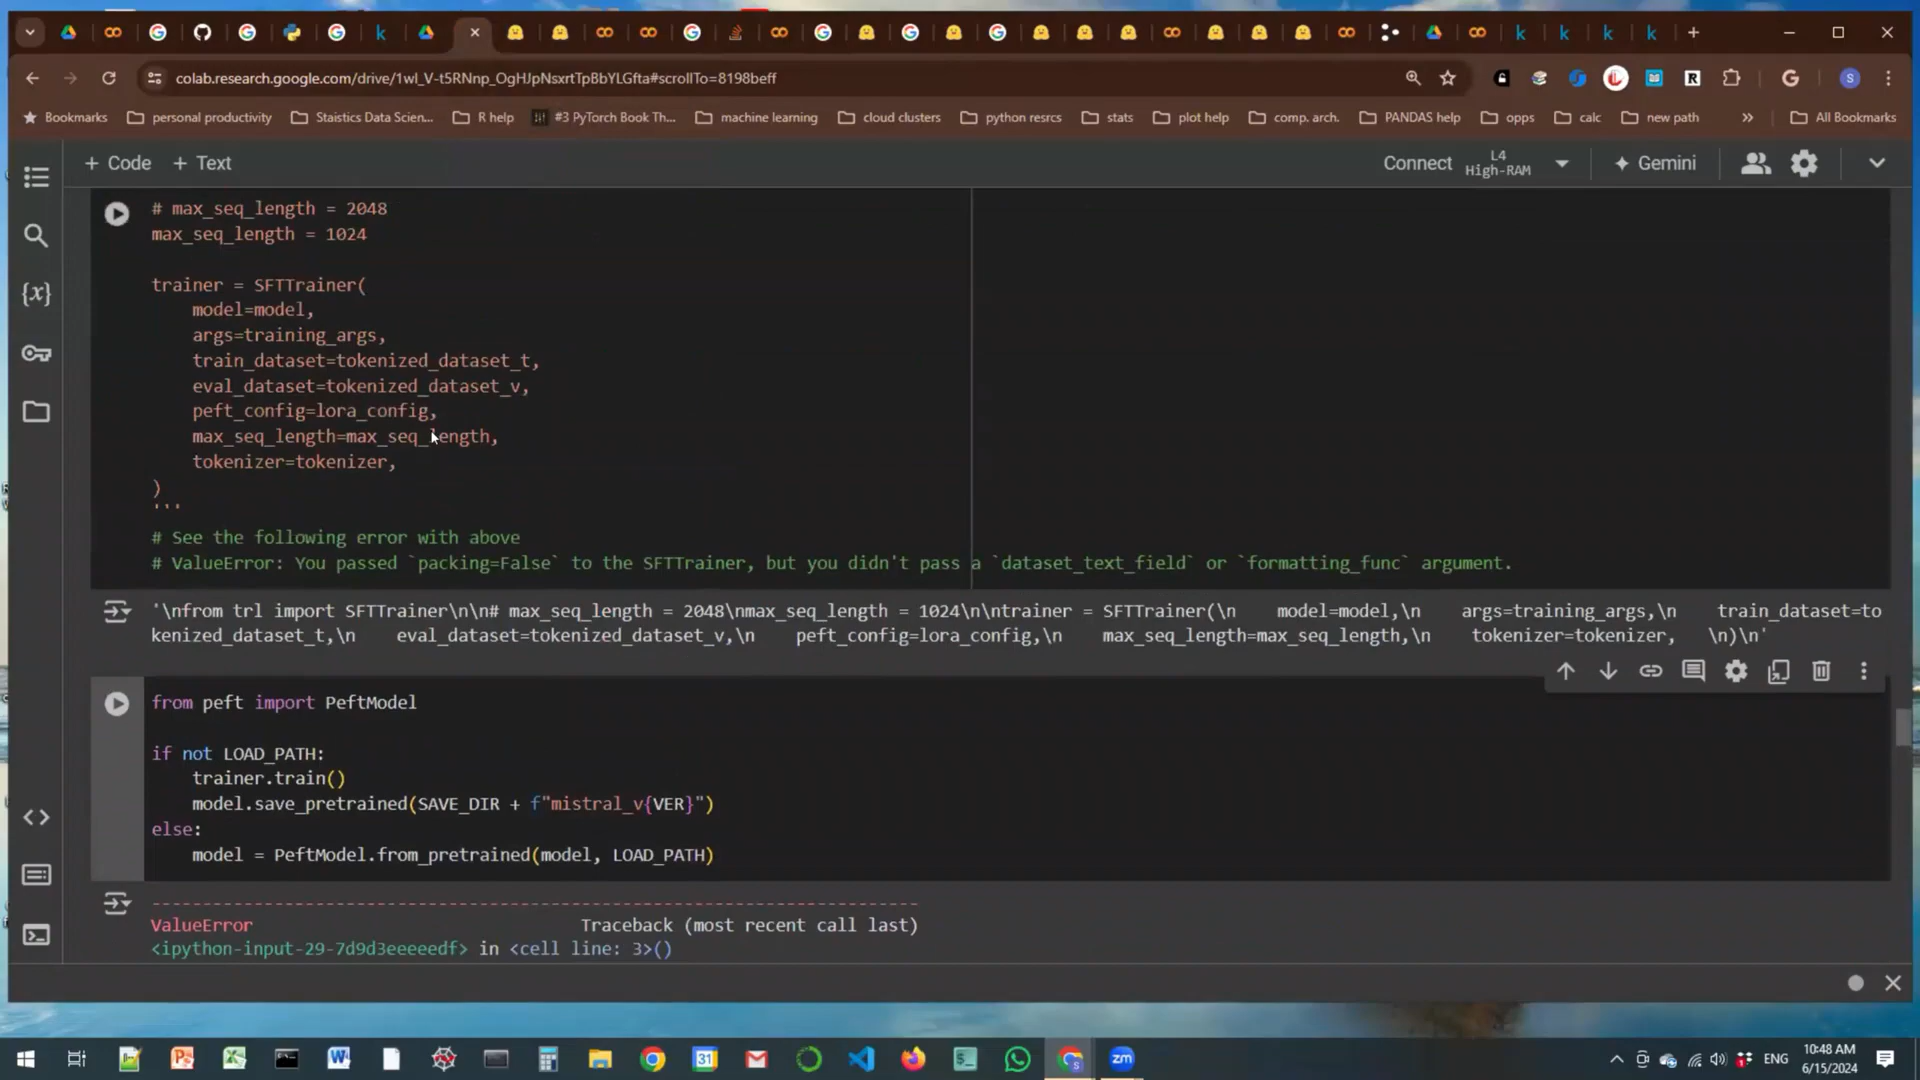 colab.research.google.com/drive/1wl_V-t5RNnp_OgHJpNsxrtTpBbYLGfta#scrollTo=8198beff
Bookmarks personal productivity Staistics Data Scien... R help #3 PyTorch Book Th... machine learning cloud clusters python resrcs stats plot help comp. arch. PANDAS help opps calc new path » All Bookmarks
+ Code + Text Connect L4 High-RAM Gemini
# max_seq_length = 2048
max_seq_length = 1024
trainer = SFTTrainer(
model=model,
args=training_args,
train_dataset=tokenized_dataset_t,
eval_dataset=tokenized_dataset_v,
peft_config=lora_config,
max_seq_length=max_seq_length,
tokenizer=tokenizer,
)
'''
# See the following error with above
# ValueError: You passed `packing=False` to the SFTTrainer, but you didn't pass a `dataset_text_field` or `formatting_func` argument.
'\nfrom trl import SFTTrainer\n\n# max_seq_length = 2048\nmax_seq_length = 1024\n\ntrainer = SFTTrainer(\n    model=model,\n    args=training_args,\n    train_dataset=to
kenized_dataset_t,\n    eval_dataset=tokenized_dataset_v,\n    peft_config=lora_config,\n    max_seq_length=max_seq_length,\n    tokenizer=tokenizer,   \n)\n'
from peft import PeftModel
if not LOAD_PATH:
trainer.train()
model.save_pretrained(SAVE_DIR + f"mistral_v{VER}")
else:
model = PeftModel.from_pretrained(model, LOAD_PATH)
---------------------------------------------------------------------------
ValueError Traceback (most recent call last)
<ipython-input-29-7d9d3eeeeedf> in <cell line: 3>()
ENG
10:48 AM
6/15/2024